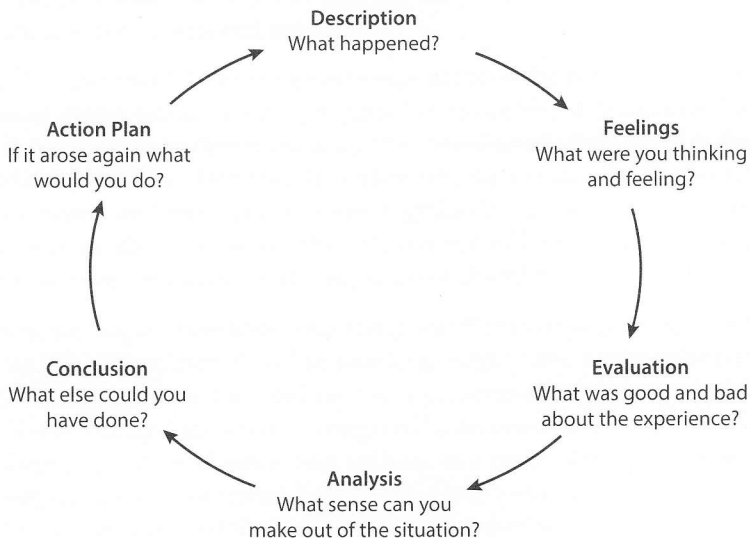 Description
What happened?
Feelings
What were you thinking
and feeling?
Evaluation
What was good and bad
about the experience?
Analysis
What sense can you
make out of the situation?
Conclusion
What else could you
have done?
Action Plan
If it arose again what
would you do?